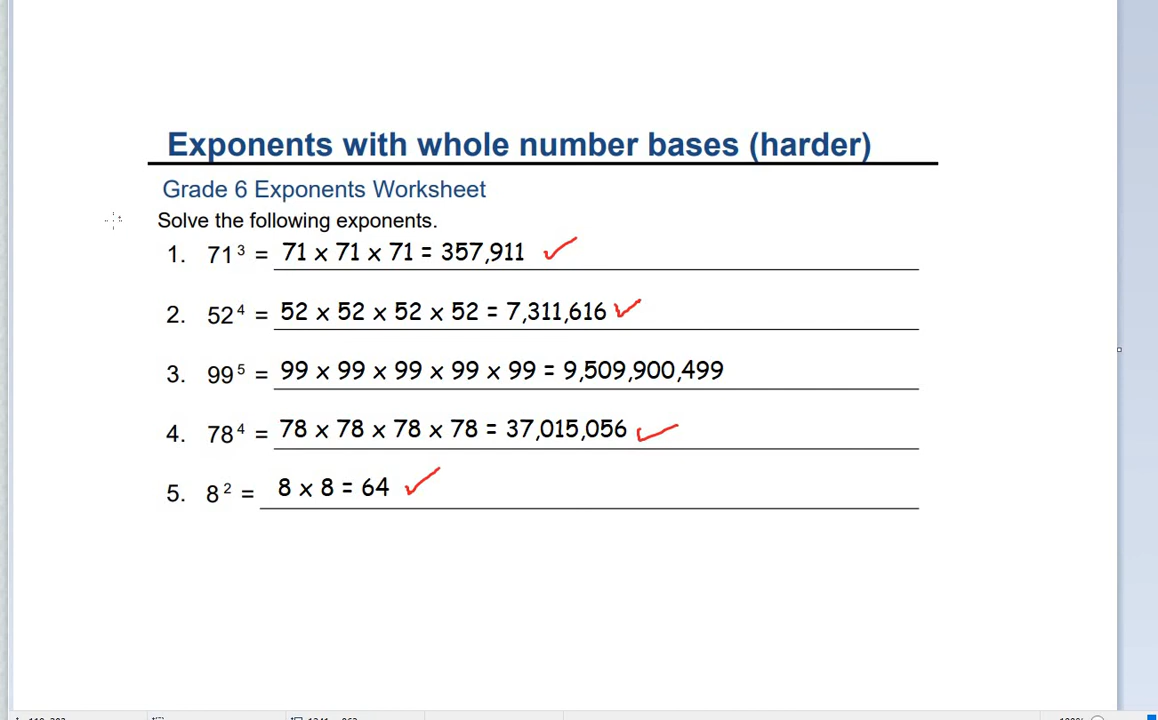 Exponents with whole number bases (harder)
Grade 6 Exponents Worksheet
Solve the following exponents.
1. 71³ = 71 x 71 x 71 = 357,911
2. 52⁴ = 52 x 52 x 52 x 52 = 7,311,616
3. 99⁵ = 99 x 99 x 99 x 99 x 99 = 9,509,900,499
4. 78⁴ = 78 x 78 x 78 x 78 = 37,015,056
5. 8² = 8 x 8 = 64